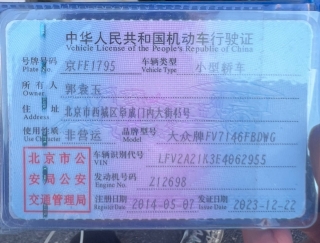 中华人民共和国机动车行驶证
Vehicle License of the People's Republic of China
号牌号码 京FE1795 车辆类型 小型轿车
Plate No. Vehicle Type
所有人 郭
Owner
住址 北京市西城区阜成门内大街45号
Address
使用性质 非营运 品牌型号 大众牌FV7146FBDWG
Use Character Model
北京市公
安局公安
交通管理局
车辆识别代号 LFV2A21K3E4062955
VIN
发动机号码 Z12698
Engine No.
注册日期 2014-05-07 发证日期 2023-12-22
Register Date Issue Date